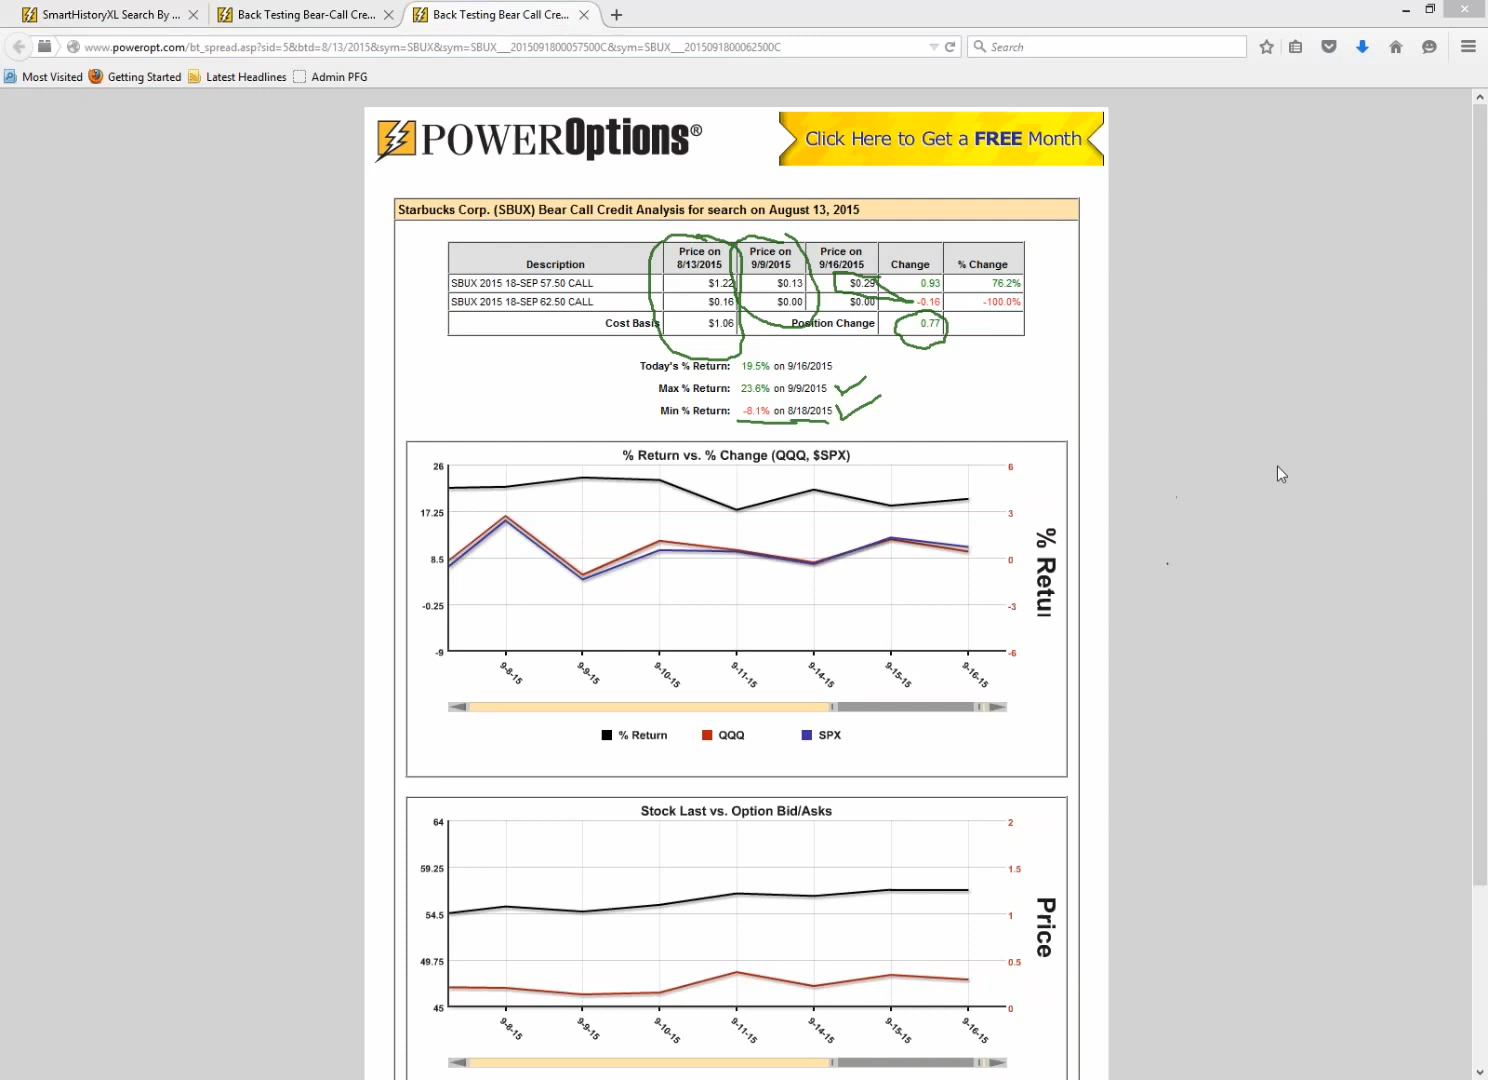 SmartHistoryXL Search By ...
Back Testing Bear-Call Cre...
Back Testing Bear Call Cre...
www.poweropt.com/bt_spread.asp?sid=5&btd=8/13/2015&sym=SBUX&sym=SBUX__2015091800057500C&sym=SBUX__2015091800062500C
Search
Most Visited Getting Started Latest Headlines Admin PFG
POWEROptions®
Click Here to Get a FREE Month
Starbucks Corp. (SBUX) Bear Call Credit Analysis for search on August 13, 2015
Description Price on 8/13/2015 Price on 9/9/2015 Price on 9/16/2015 Change % Change
SBUX 2015 18-SEP 57.50 CALL $1.22 $0.13 $0.29 0.93 76.2%
SBUX 2015 18-SEP 62.50 CALL $0.16 $0.00 $0.00 -0.16 -100.0%
Cost Basis $1.06 Position Change 0.77
Today's % Return: 19.5% on 9/16/2015
Max % Return: 23.6% on 9/9/2015
Min % Return: -8.1% on 8/18/2015
% Return vs. % Change (QQQ, $SPX)
26 6
17.25 3
8.5 0
-0.25 -3
-9 -6
% Retu
9-8-15 9-9-15 9-10-15 9-11-15 9-14-15 9-15-15 9-16-15
% Return QQQ SPX
Stock Last vs. Option Bid/Asks
64 2
59.25 1.5
54.5 1
49.75 0.5
45 0
Price
9-8-15 9-9-15 9-10-15 9-11-15 9-14-15 9-15-15 9-16-15